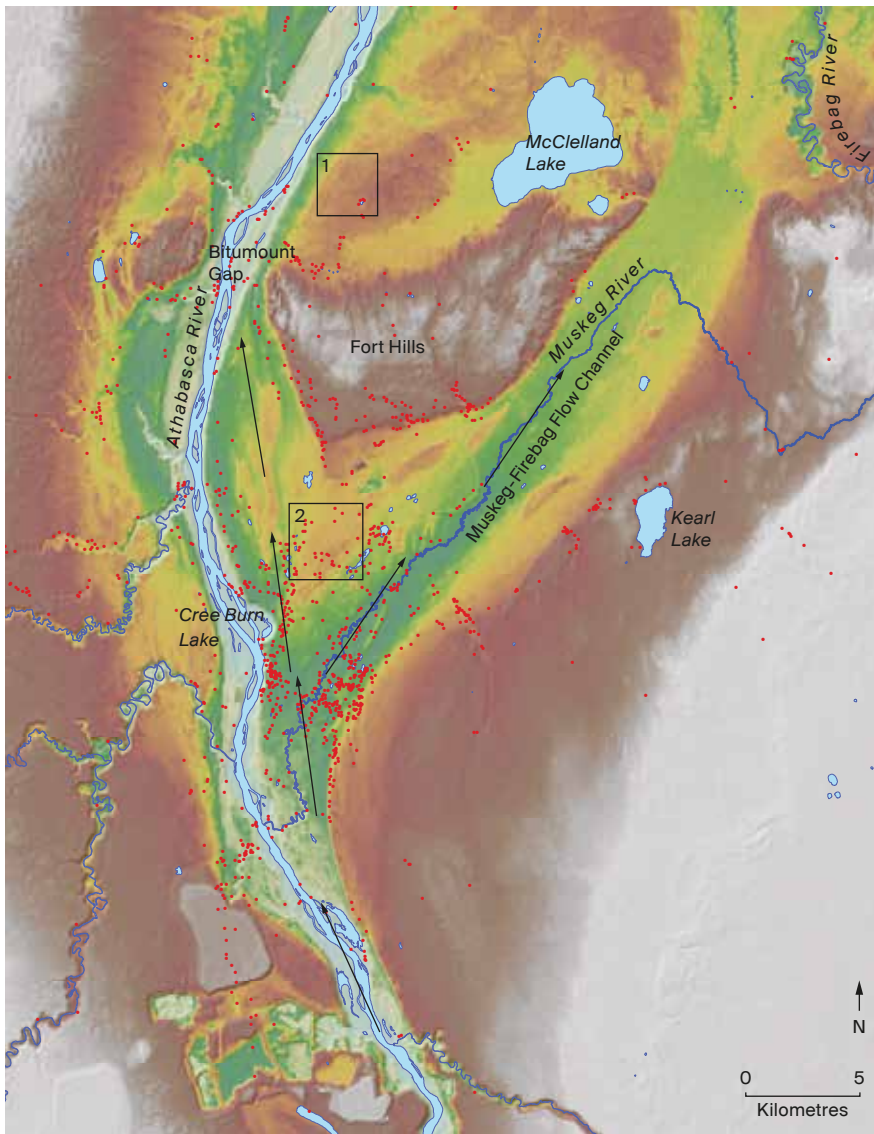 Firebag River
McClelland
Lake
1
Bitumount
Gap
Athabasca River
Muskeg River
Fort Hills
Muskeg-Firebag Flow Channel
2
Kearl
Lake
Cree Burn
Lake
N
0 5
Kilometres